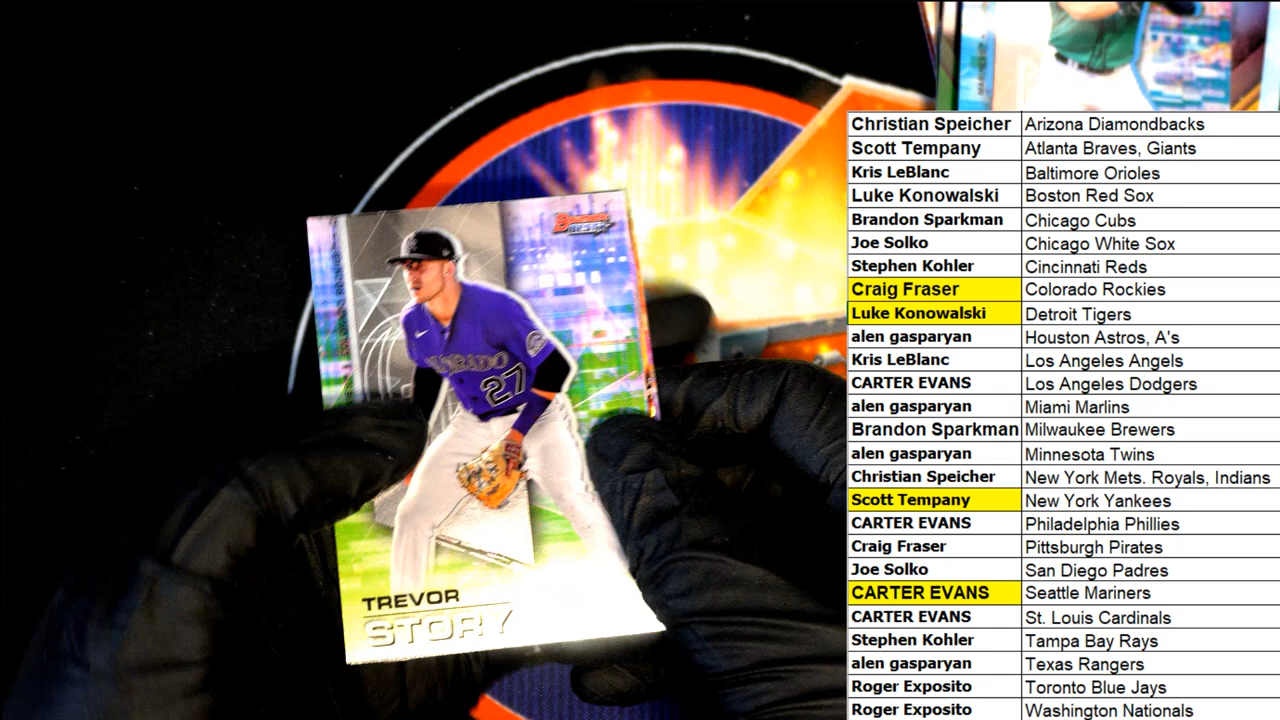 Bowman's
BEST
COLORADO
27
TREVOR
STORY
Christian Speicher Arizona Diamondbacks
Scott Tempany Atlanta Braves, Giants
Kris LeBlanc Baltimore Orioles
Luke Konowalski Boston Red Sox
Brandon Sparkman Chicago Cubs
Joe Solko Chicago White Sox
Stephen Kohler Cincinnati Reds
Craig Fraser Colorado Rockies
Luke Konowalski Detroit Tigers
alen gasparyan Houston Astros, A's
Kris LeBlanc Los Angeles Angels
CARTER EVANS Los Angeles Dodgers
alen gasparyan Miami Marlins
Brandon Sparkman Milwaukee Brewers
alen gasparyan Minnesota Twins
Christian Speicher New York Mets. Royals, Indians
Scott Tempany New York Yankees
CARTER EVANS Philadelphia Phillies
Craig Fraser Pittsburgh Pirates
Joe Solko San Diego Padres
CARTER EVANS Seattle Mariners
CARTER EVANS St. Louis Cardinals
Stephen Kohler Tampa Bay Rays
alen gasparyan Texas Rangers
Roger Exposito Toronto Blue Jays
Roger Exposito Washington Nationals